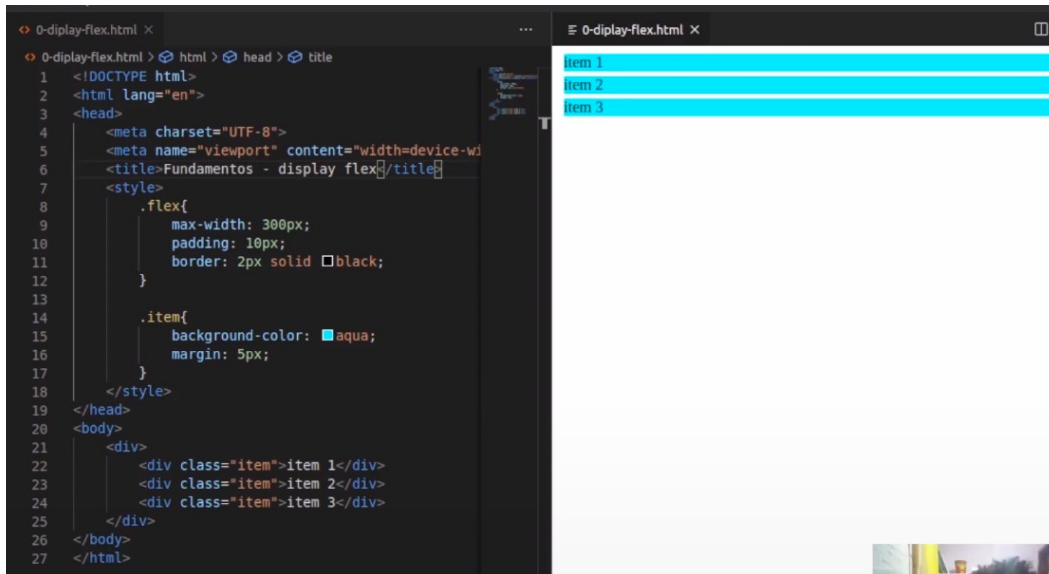 0-diplay-flex.html
0-diplay-flex.html > html > head > title
1 <!DOCTYPE html>
2 <html lang="en">
3 <head>
4 <meta charset="UTF-8">
5 <meta name="viewport" content="width=device-wi
6 <title>Fundamentos - display flex</title>
7 <style>
8 .flex{
9 max-width: 300px;
10 padding: 10px;
11 border: 2px solid black;
12 }
13
14 .item{
15 background-color: aqua;
16 margin: 5px;
17 }
18 </style>
19 </head>
20 <body>
21 <div>
22 <div class="item">item 1</div>
23 <div class="item">item 2</div>
24 <div class="item">item 3</div>
25 </div>
26 </body>
27 </html>
0-diplay-flex.html
item 1
item 2
item 3